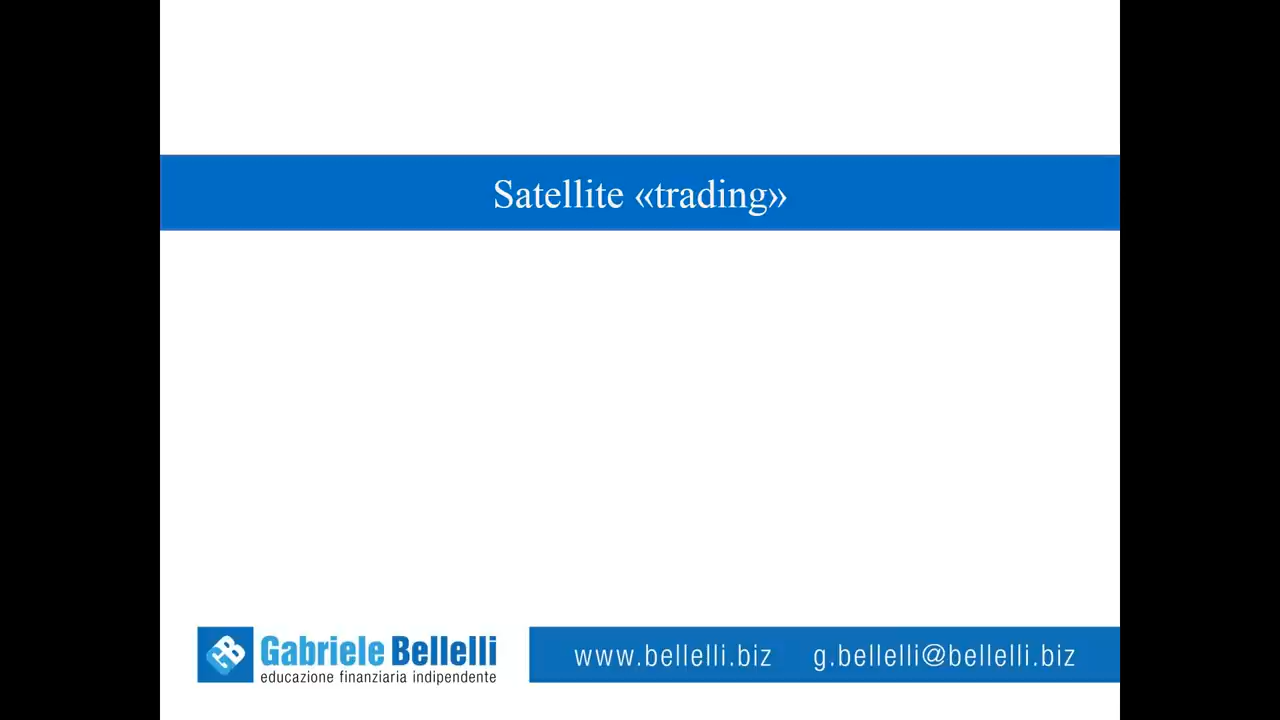 Satellite «trading»
Gabriele Bellelli
educazione finanziaria indipendente
www.bellelli.biz g.bellelli@bellelli.biz